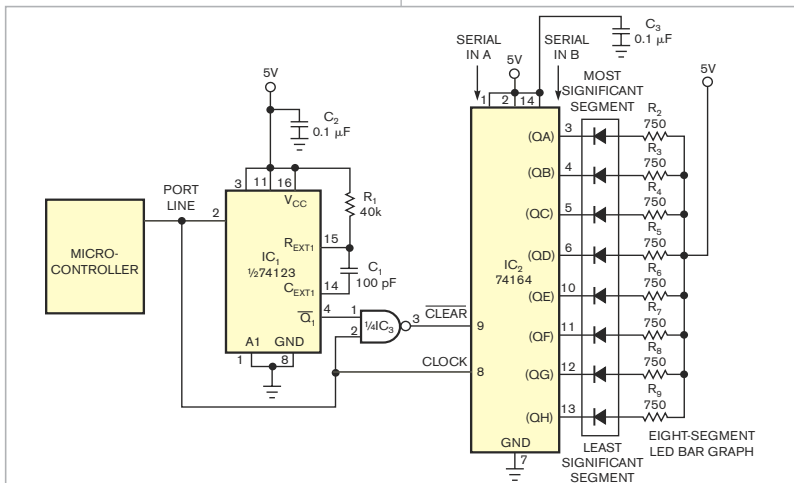 C3
0.1 µF
SERIAL
IN A
SERIAL
IN B
5V
5V
5V
C2
0.1 µF
MOST
SIGNIFICANT
SEGMENT
1
2
14
R2
750
3
(QA)
R3
750
4
(QB)
R4
750
5
(QC)
R5
750
6
(QD)
R6
750
10
(QE)
R7
750
11
(QF)
R8
750
12
(QG)
R9
750
13
(QH)
3
11
16
VCC
R1
40k
PORT
LINE
2
MICRO-
CONTROLLER
IC1
½74123
REXT1
15
C1
100 pF
CEXT1
14
Q1
4
1
2
¼IC3
3
CLEAR
9
IC2
74164
A1
GND
1
8
CLOCK
8
GND
7
LEAST
SIGNIFICANT
SEGMENT
EIGHT-SEGMENT
LED BAR GRAPH